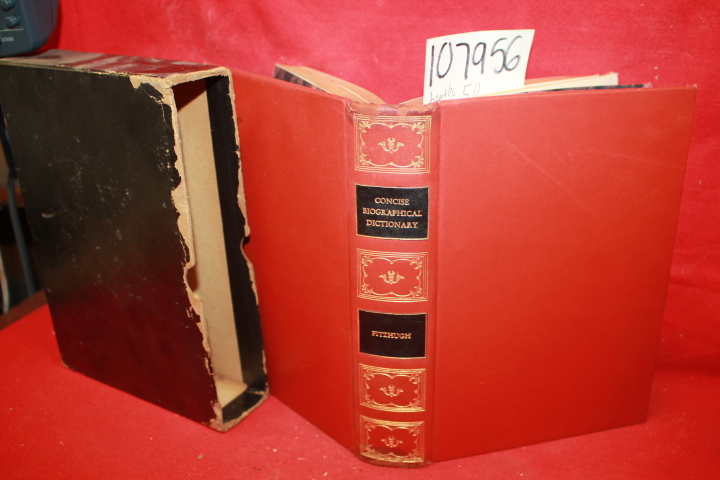 107956
CONCISE
BIOGRAPHICAL
DICTIONARY
FITZHUGH